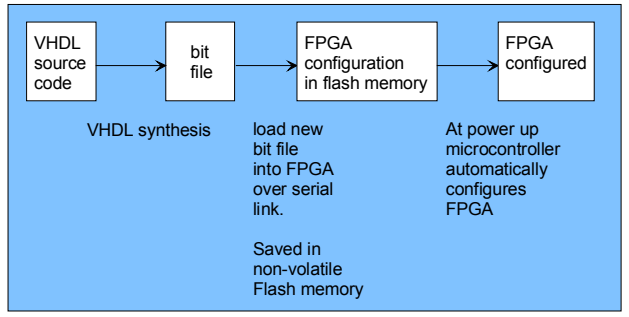 VHDL
source
code
bit
file
FPGA
configuration
in flash memory
FPGA
configured
VHDL synthesis
load new
bit file
into FPGA
over serial
link.
Saved in
non-volatile
Flash memory
At power up
microcontroller
automatically
configures
FPGA